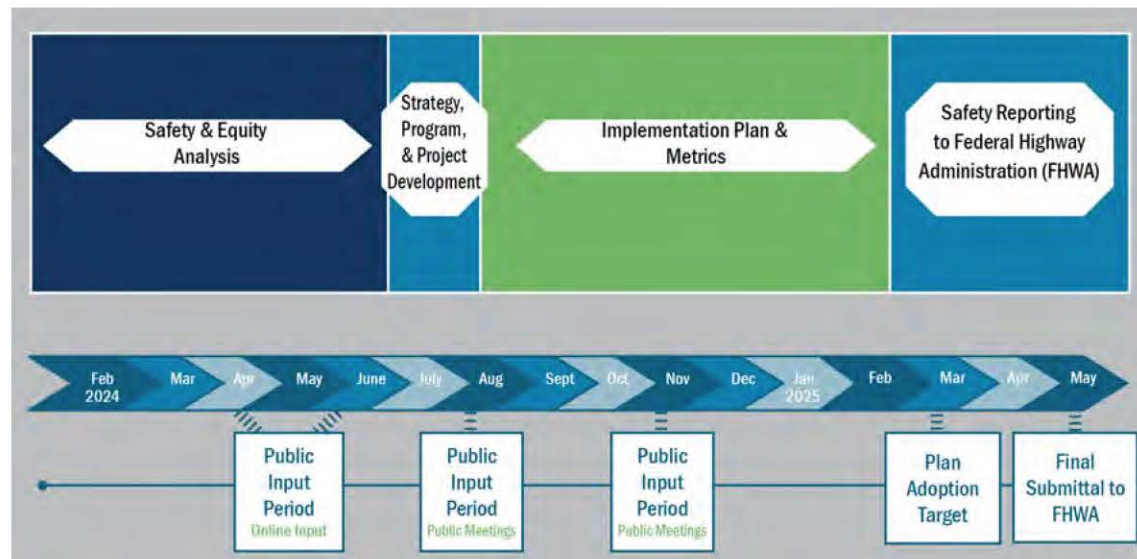 Safety & Equity
Analysis
Strategy,
Program,
& Project
Development
Implementation Plan &
Metrics
Safety Reporting
to Federal Highway
Administration (FHWA)
Feb
2024
Mar
Apr
May
June
July
Aug
Sept
Oct
Nov
Dec
Jan
2025
Feb
Mar
Apr
May
Public
Input
Period
Online Input
Public
Input
Period
Public Meetings
Public
Input
Period
Public Meetings
Plan
Adoption
Target
Final
Submittal to
FHWA